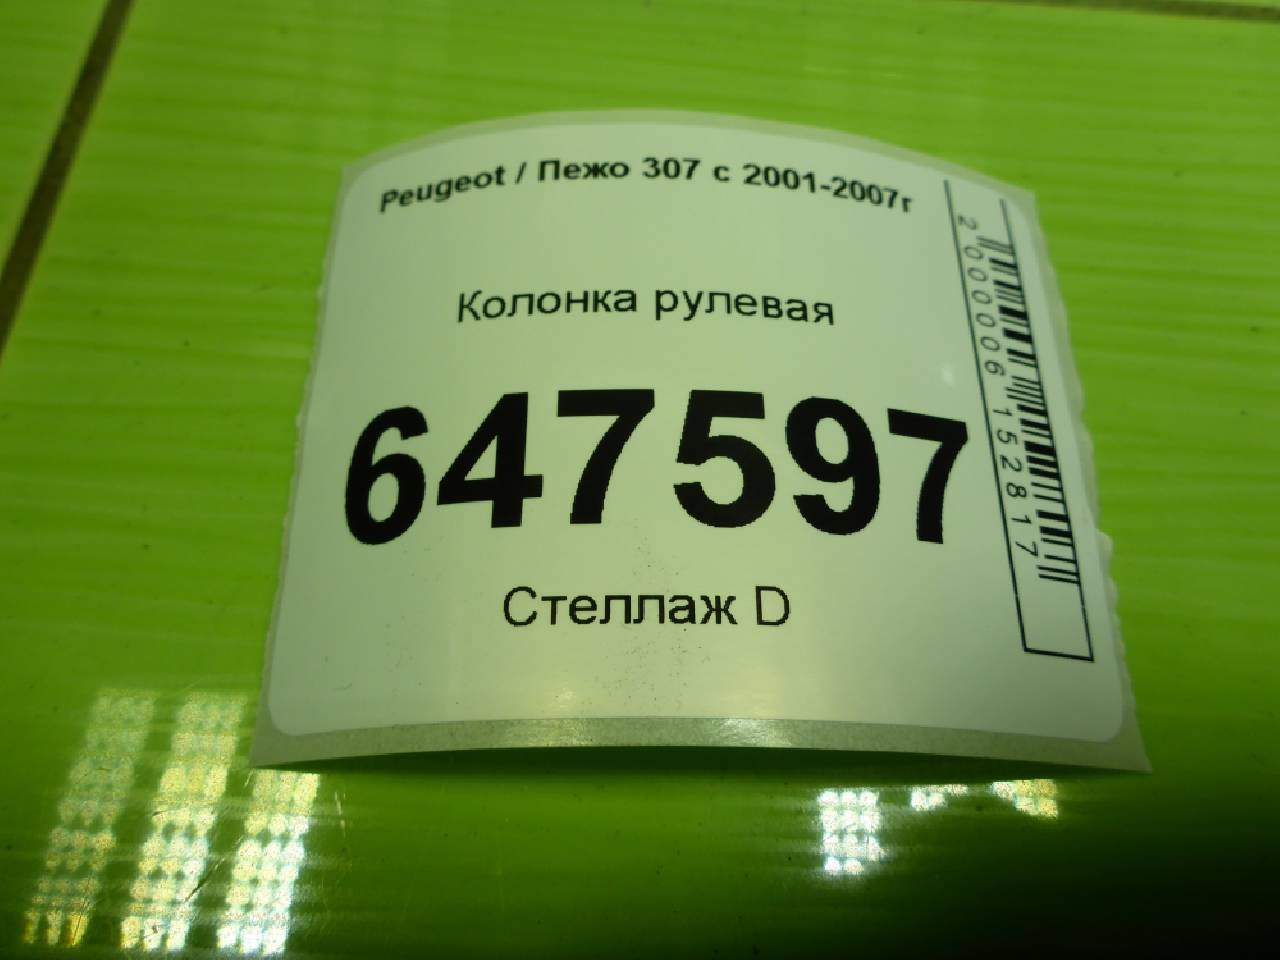 Peugeot / Пежо 307 с 2001-2007г
Колонка рулевая
647597
Стеллаж D
2000006152817